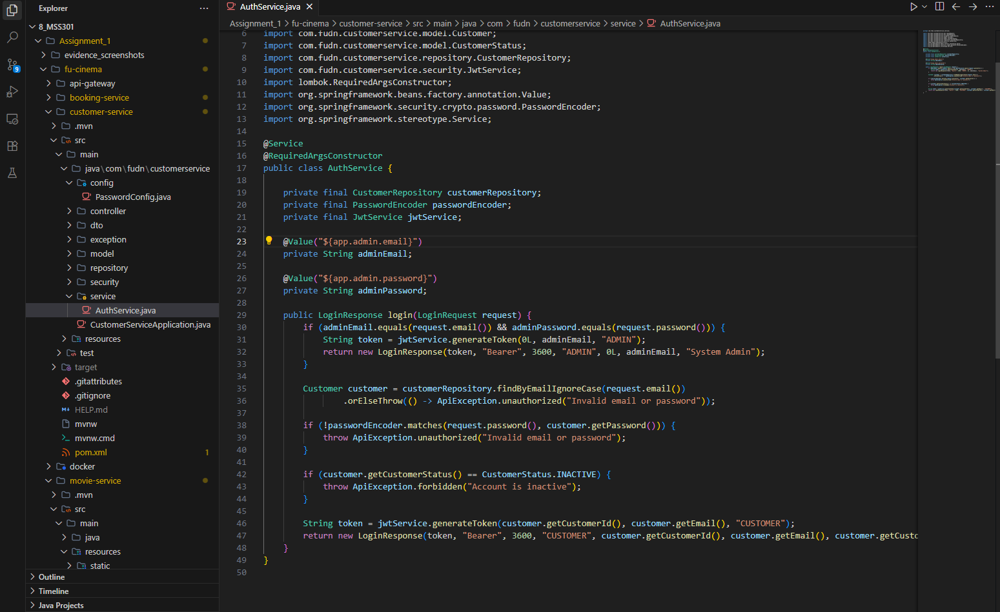 Explorer
8_MSS301
Assignment_1
evidence_screenshots
fu-cinema
api-gateway
booking-service
customer-service
.mvn
src
main
java\com\fudn\customerservice
config
PasswordConfig.java
controller
dto
exception
model
repository
security
service
AuthService.java
CustomerServiceApplication.java
resources
test
target
.gitattributes
.gitignore
HELP.md
mvnw
mvnw.cmd
pom.xml 1
docker
movie-service
.mvn
src
main
java
resources
static
Outline
Timeline
Java Projects
9
AuthService.java
Assignment_1 > fu-cinema > customer-service > src > main > java > com > fudn > customerservice > service > AuthService.java
6 import com.fudn.customerservice.model.Customer;
7 import com.fudn.customerservice.model.CustomerStatus;
8 import com.fudn.customerservice.repository.CustomerRepository;
9 import com.fudn.customerservice.security.JwtService;
10 import lombok.RequiredArgsConstructor;
11 import org.springframework.beans.factory.annotation.Value;
12 import org.springframework.security.crypto.password.PasswordEncoder;
13 import org.springframework.stereotype.Service;
14
15 @Service
16 @RequiredArgsConstructor
17 public class AuthService {
18
19 private final CustomerRepository customerRepository;
20 private final PasswordEncoder passwordEncoder;
21 private final JwtService jwtService;
22
23 @Value("${app.admin.email}")
24 private String adminEmail;
25
26 @Value("${app.admin.password}")
27 private String adminPassword;
28
29 public LoginResponse login(LoginRequest request) {
30 if (adminEmail.equals(request.email()) && adminPassword.equals(request.password())) {
31 String token = jwtService.generateToken(0L, adminEmail, "ADMIN");
32 return new LoginResponse(token, "Bearer", 3600, "ADMIN", 0L, adminEmail, "System Admin");
33 }
34
35 Customer customer = customerRepository.findByEmailIgnoreCase(request.email())
36 .orElseThrow(() -> ApiException.unauthorized("Invalid email or password"));
37
38 if (!passwordEncoder.matches(request.password(), customer.getPassword())) {
39 throw ApiException.unauthorized("Invalid email or password");
40 }
41
42 if (customer.getCustomerStatus() == CustomerStatus.INACTIVE) {
43 throw ApiException.forbidden("Account is inactive");
44 }
45
46 String token = jwtService.generateToken(customer.getCustomerId(), customer.getEmail(), "CUSTOMER");
47 return new LoginResponse(token, "Bearer", 3600, "CUSTOMER", customer.getCustomerId(), customer.getEmail(), customer.getCusto
48 }
49 }
50